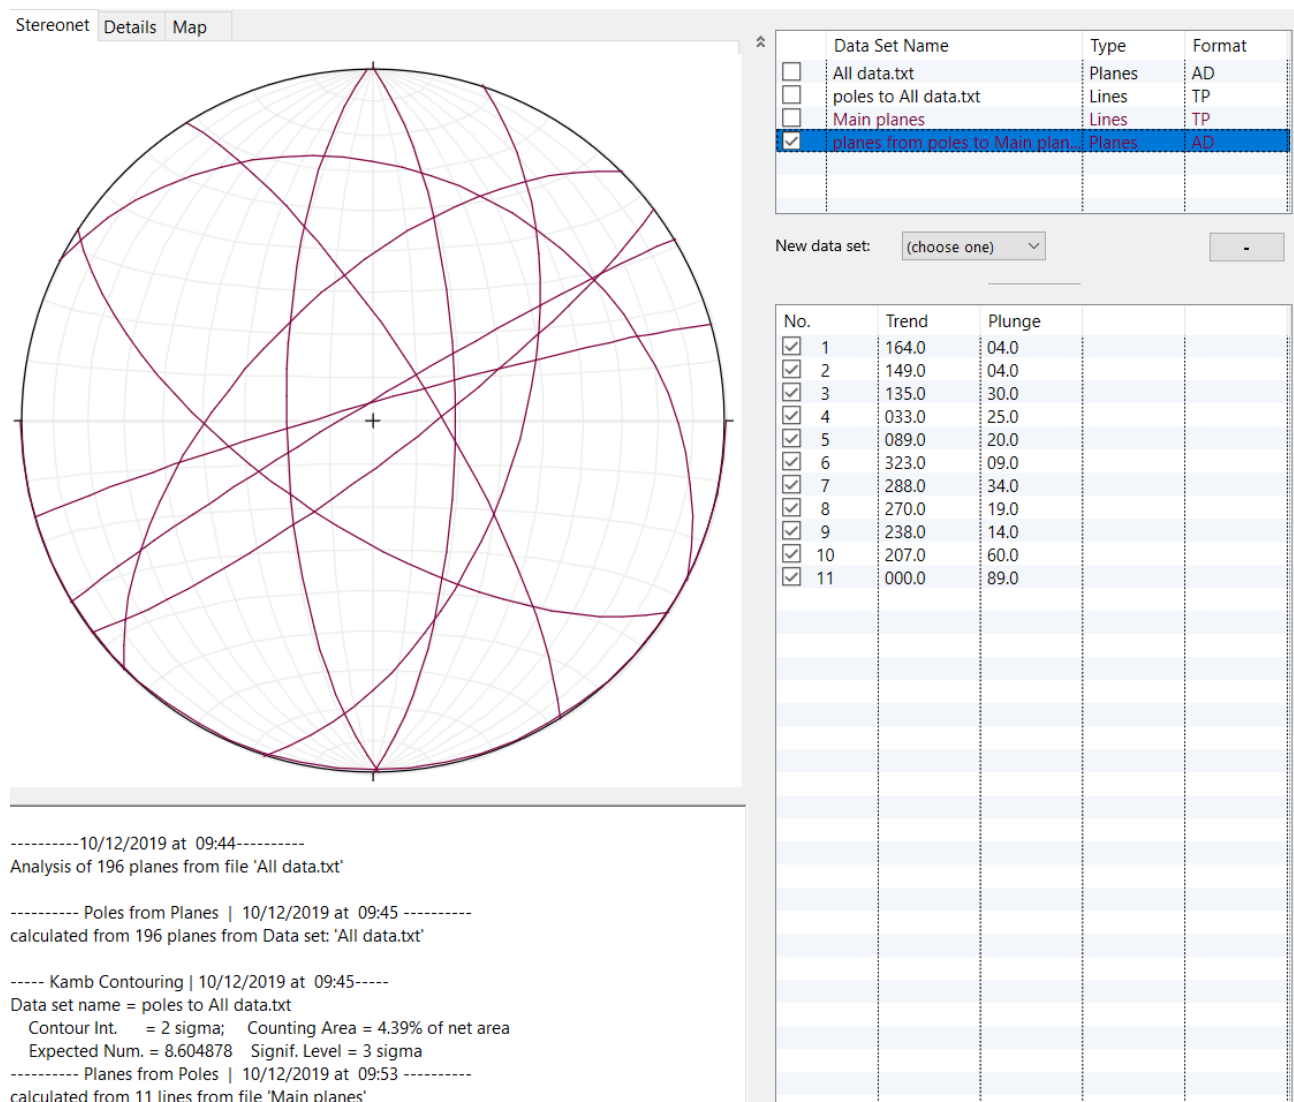 Stereonet Details Map
Data Set Name Type Format
All data.txt Planes AD
poles to All data.txt Lines TP
Main planes Lines TP
planes from poles to Main plan... Planes AD
New data set: (choose one) -
No. Trend Plunge
1 164.0 04.0
2 149.0 04.0
3 135.0 30.0
4 033.0 25.0
5 089.0 20.0
6 323.0 09.0
7 288.0 34.0
8 270.0 19.0
9 238.0 14.0
10 207.0 60.0
11 000.0 89.0
----------10/12/2019 at 09:44----------
Analysis of 196 planes from file 'All data.txt'
---------- Poles from Planes | 10/12/2019 at 09:45 ----------
calculated from 196 planes from Data set: 'All data.txt'
----- Kamb Contouring | 10/12/2019 at 09:45-----
Data set name = poles to All data.txt
Contour Int. = 2 sigma; Counting Area = 4.39% of net area
Expected Num. = 8.604878 Signif. Level = 3 sigma
---------- Planes from Poles | 10/12/2019 at 09:53 ----------
calculated from 11 lines from file 'Main planes'